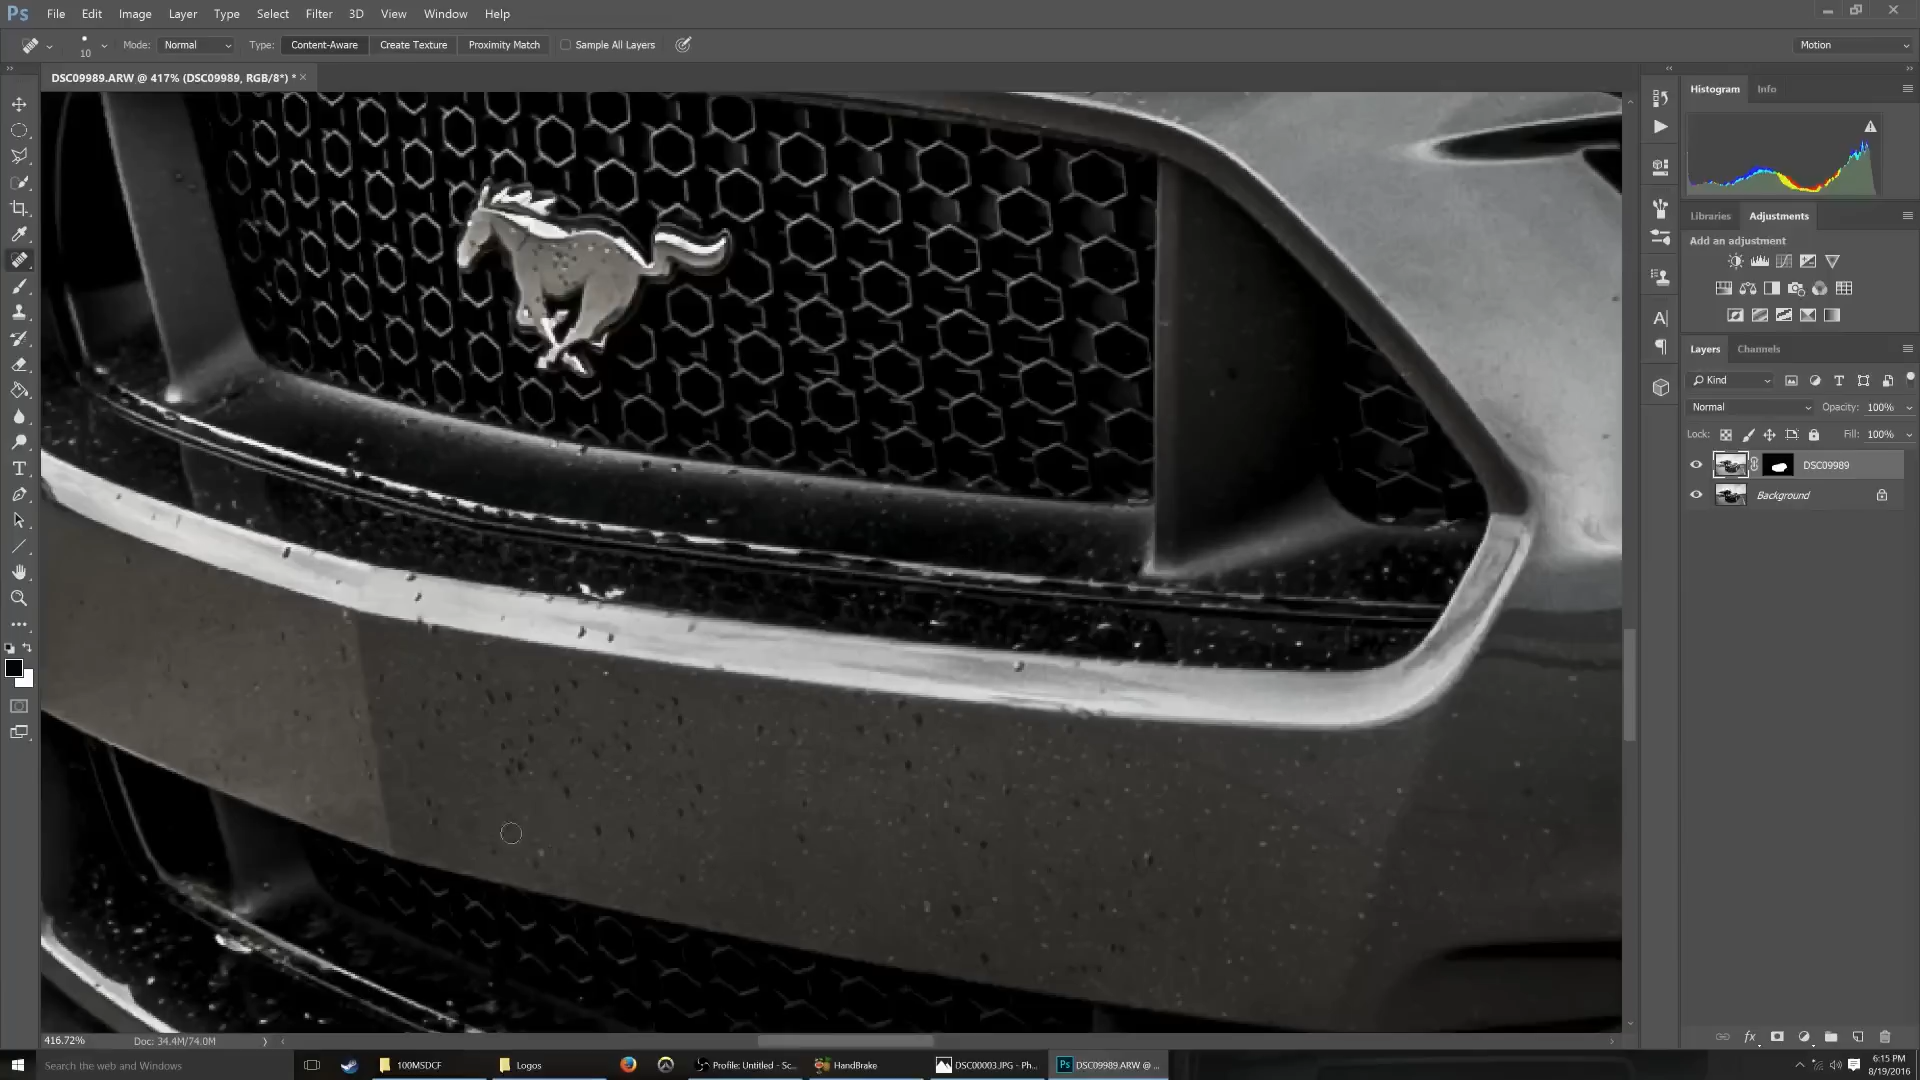 Ps File Edit Image Layer Type Select Filter 3D View Window Help
10 Mode: Normal Type: Content-Aware Create Texture Proximity Match Sample All Layers Motion
DSC09989.ARW @ 417% (DSC09989, RGB/8*) *
Histogram Info
Libraries Adjustments
Add an adjustment
Layers Channels
Kind
Normal Opacity: 100%
Lock: Fill: 100%
DSC09989
Background
416.72% Doc: 34.4M/74.0M
Search the web and Windows 100MSDCF Logos Profile: Untitled - Sc... HandBrake DSC00003.JPG - Ph... Ps DSC09989.ARW @ ... 6:15 PM
8/19/2016